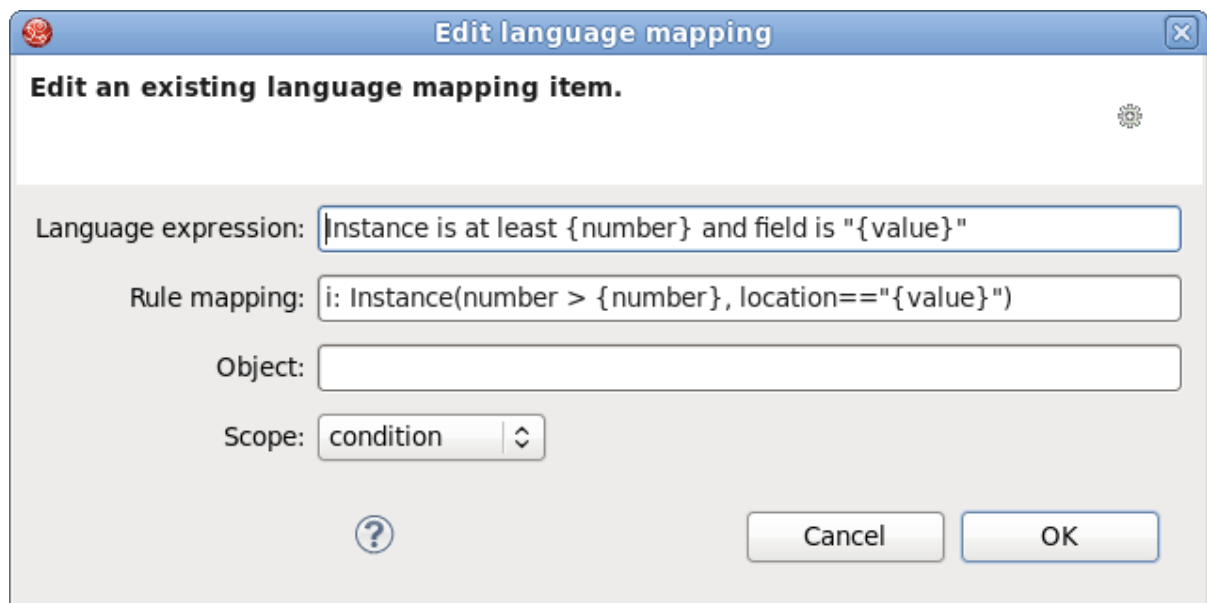 Edit language mapping
Edit an existing language mapping item.
Language expression: Instance is at least {number} and field is "{value}"
Rule mapping: i: Instance(number > {number}, location=="{value}")
Object:
Scope: condition
? Cancel OK